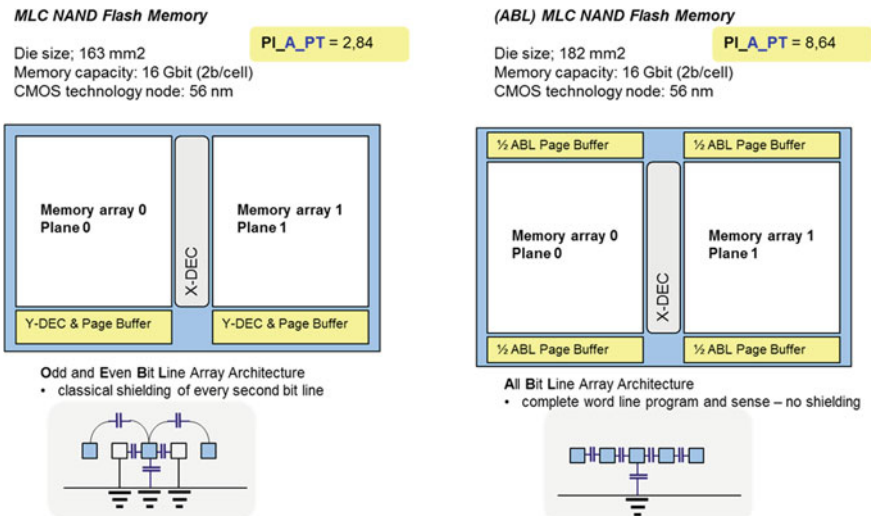 MLC NAND Flash Memory
PI_A_PT = 2,84
Die size; 163 mm2
Memory capacity: 16 Gbit (2b/cell)
CMOS technology node: 56 nm
Memory array 0
Plane 0
X-DEC
Memory array 1
Plane 1
Y-DEC & Page Buffer
Y-DEC & Page Buffer
Odd and Even Bit Line Array Architecture
• classical shielding of every second bit line
(ABL) MLC NAND Flash Memory
PI_A_PT = 8,64
Die size; 182 mm2
Memory capacity: 16 Gbit (2b/cell)
CMOS technology node: 56 nm
½ ABL Page Buffer
½ ABL Page Buffer
Memory array 0
Plane 0
X-DEC
Memory array 1
Plane 1
½ ABL Page Buffer
½ ABL Page Buffer
All Bit Line Array Architecture
• complete word line program and sense – no shielding